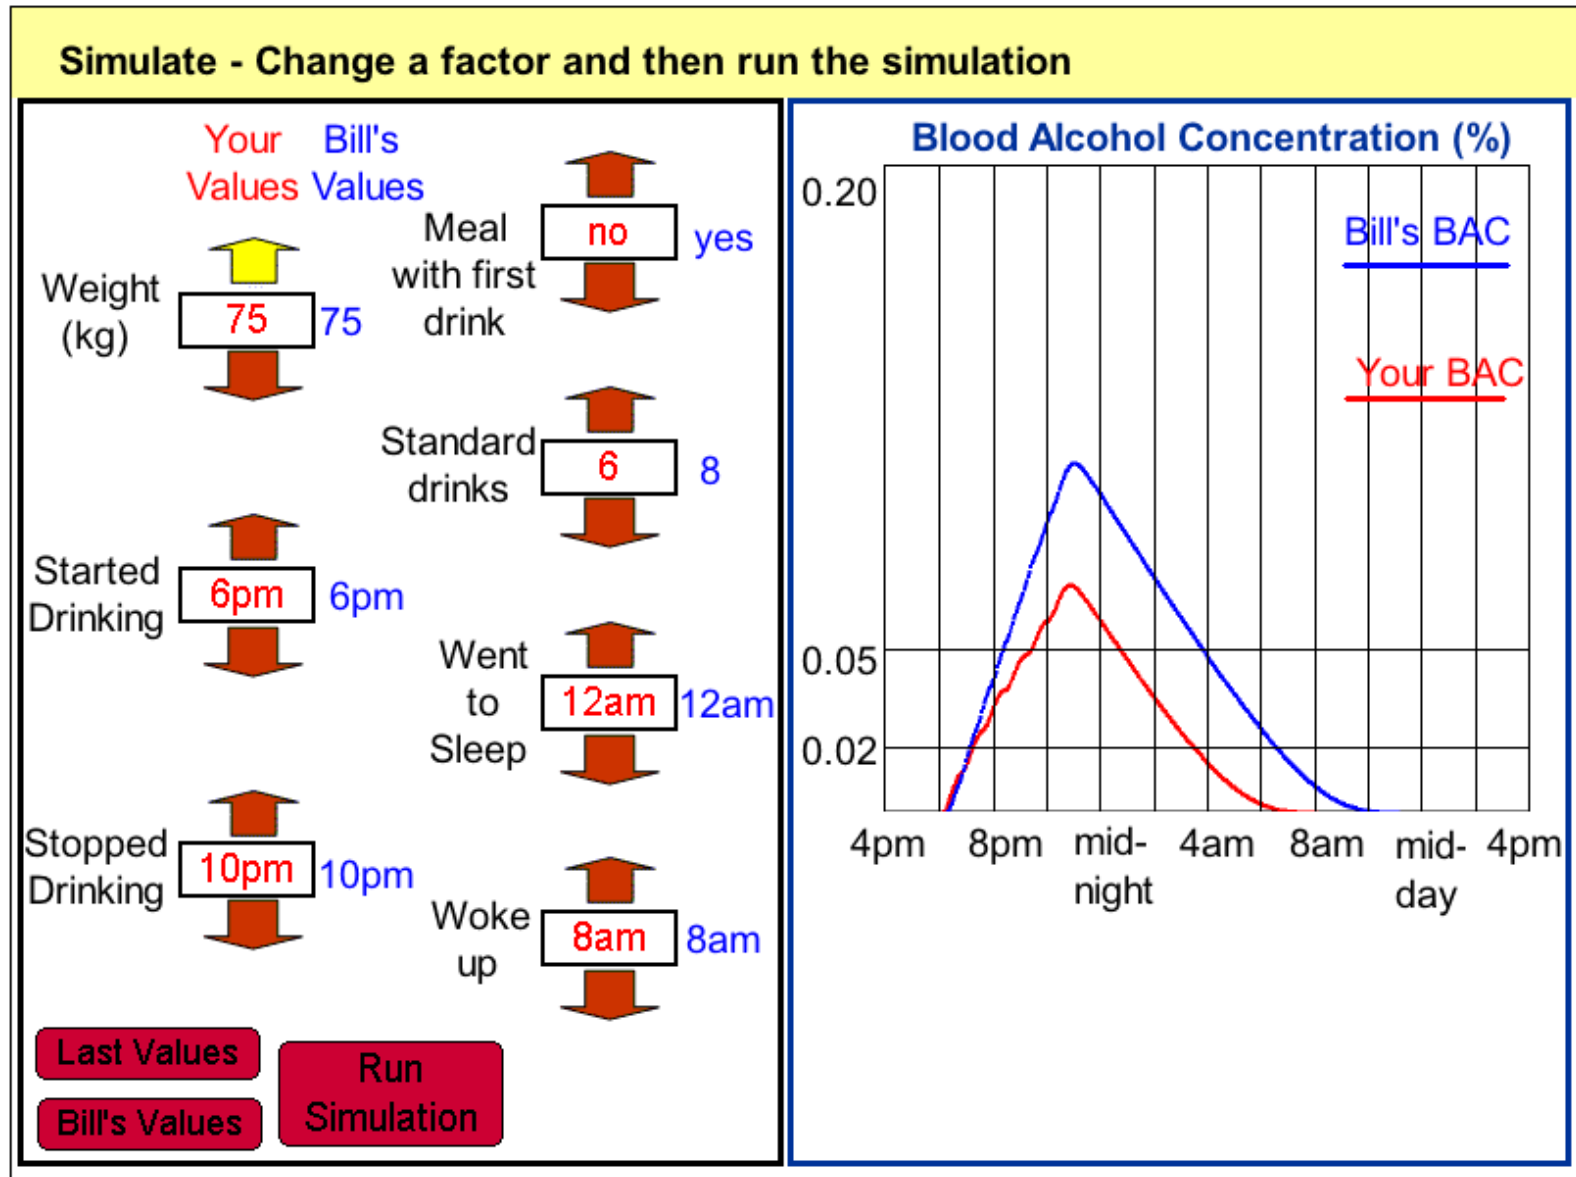 Simulate - Change a factor and then run the simulation
Your Bill's
Values Values
Weight
(kg)
75 75
Started
Drinking
6pm 6pm
Stopped
Drinking
10pm 10pm
Meal
with first
drink
no yes
Standard
drinks
6 8
Went
to
Sleep
12am 12am
Woke
up
8am 8am
Last Values
Bill's Values
Run
Simulation
Blood Alcohol Concentration (%)
0.20
Bill's BAC
Your BAC
0.05
0.02
4pm 8pm mid- 4am 8am mid- 4pm
night day